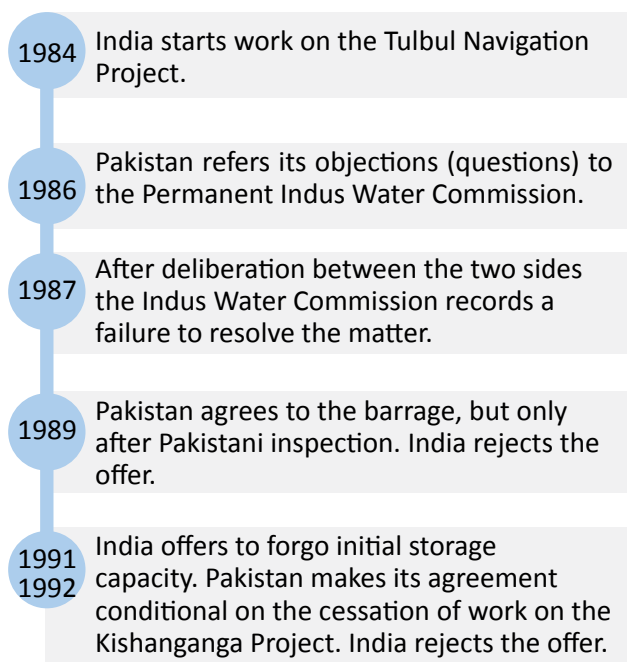 1984
India starts work on the Tulbul Navigation
Project.
1986
Pakistan refers its objections (questions) to
the Permanent Indus Water Commission.
1987
After deliberation between the two sides
the Indus Water Commission records a
failure to resolve the matter.
1989
Pakistan agrees to the barrage, but only
after Pakistani inspection. India rejects the
offer.
1991
1992
India offers to forgo initial storage
capacity. Pakistan makes its agreement
conditional on the cessation of work on the
Kishanganga Project. India rejects the offer.